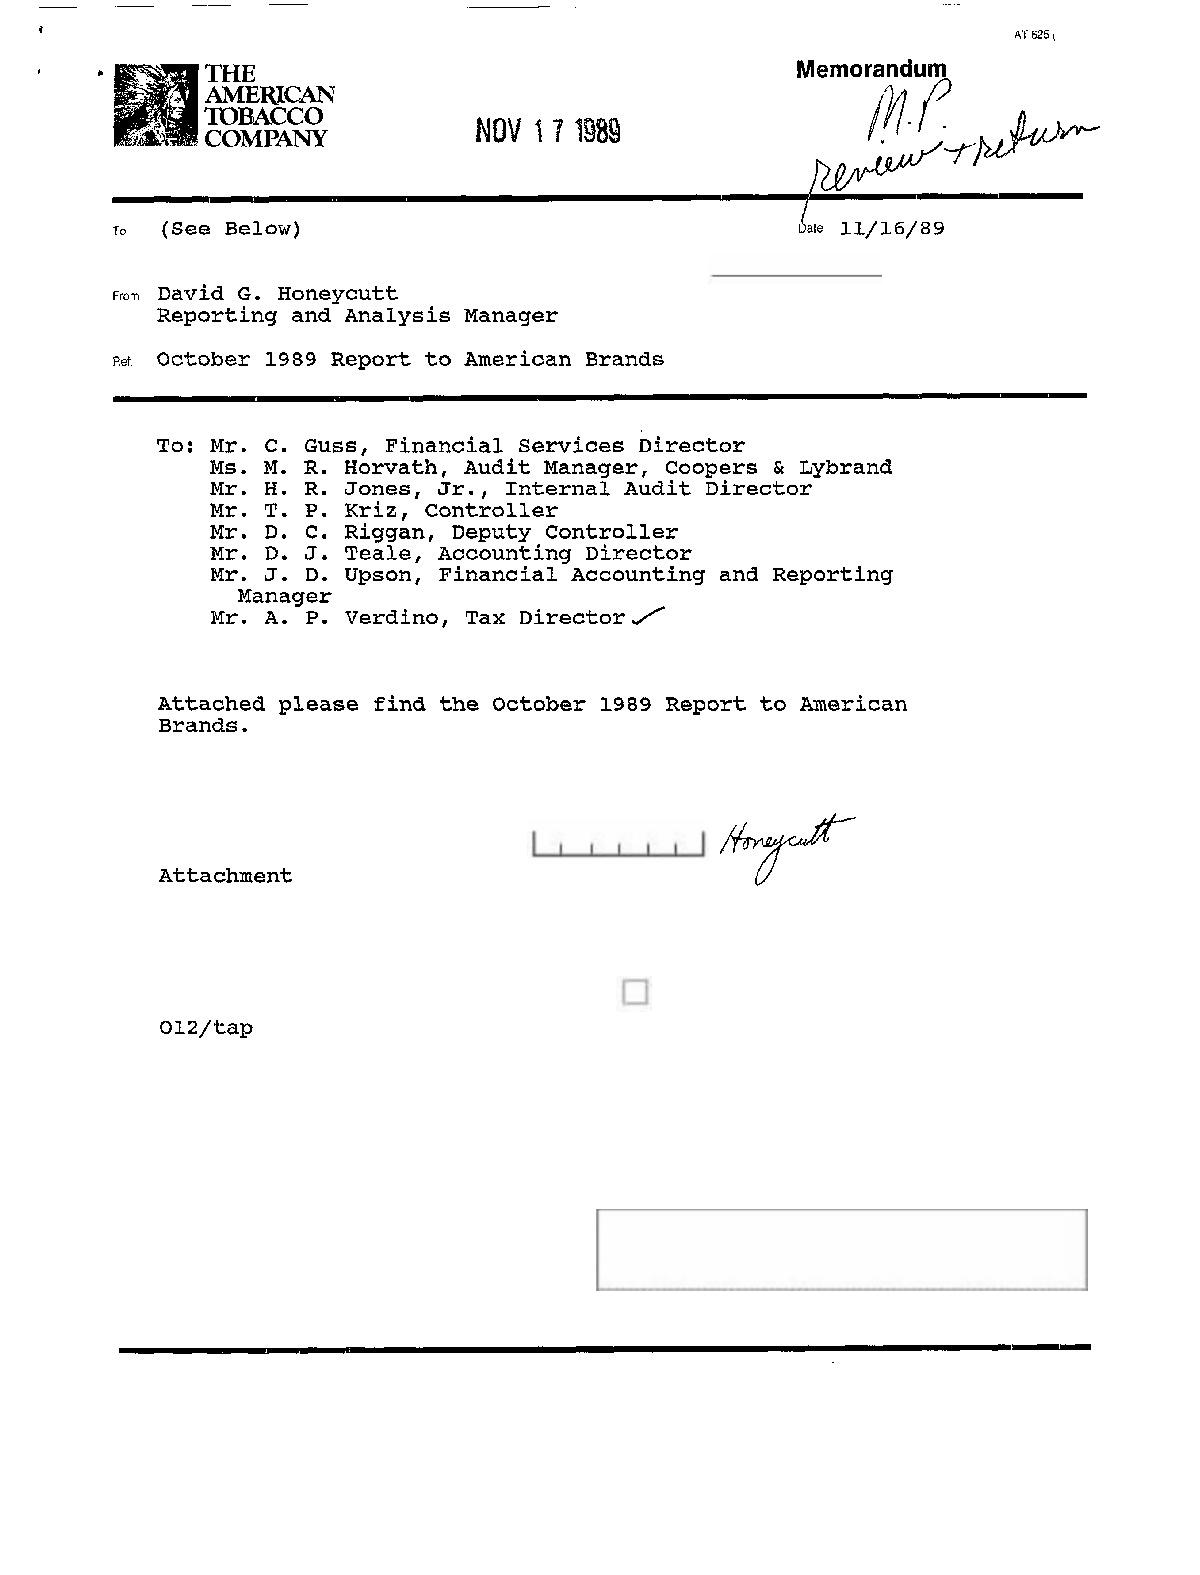 AT 625
THE
AMERICAN
TOBACCO
COMPANY
Memorandum
NOV 17 1989
M.P.
review + return
To (See Below)
Date 11/16/89
From David G. Honeycutt
Reporting and Analysis Manager
Ref. October 1989 Report to American Brands
To: Mr. C. Guss, Financial Services Director
Ms. M. R. Horvath, Audit Manager, Coopers & Lybrand
Mr. H. R. Jones, Jr., Internal Audit Director
Mr. T. P. Kriz, Controller
Mr. D. C. Riggan, Deputy Controller
Mr. D. J. Teale, Accounting Director
Mr. J. D. Upson, Financial Accounting and Reporting
Manager
Mr. A. P. Verdino, Tax Director
Attached please find the October 1989 Report to American
Brands.
Honeycutt
Attachment
O12/tap